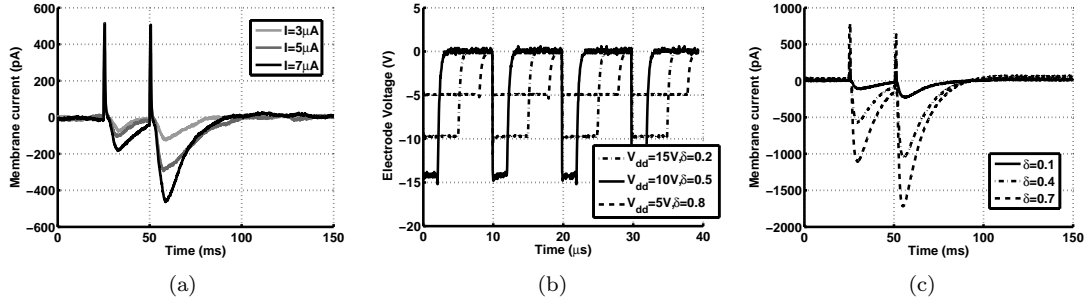 600
400
200
0
−200
−400
−600
0
50
100
150
Membrane current (pA)
Time (ms)
I=3μA
I=5μA
I=7μA
(a)
5
0
−5
−10
−15
−20
0
10
20
30
40
Electrode Voltage (V)
Time (μs)
V_dd=15V,δ=0.2
V_dd=10V,δ=0.5
V_dd=5V,δ=0.8
(b)
1000
500
0
−500
−1000
−1500
2000
0
50
100
150
Membrane current (pA)
Time (ms)
δ=0.1
δ=0.4
δ=0.7
(c)